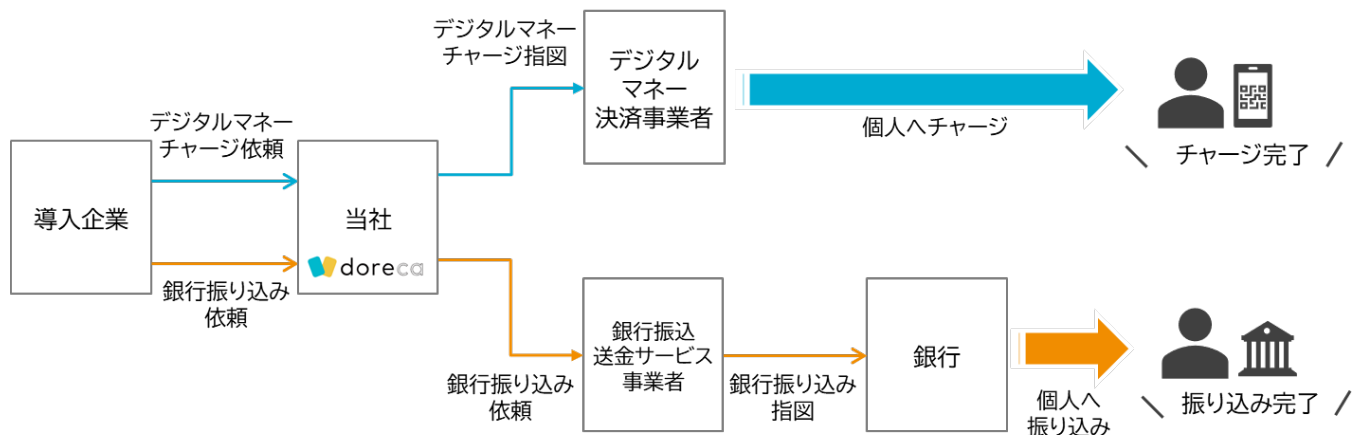 デジタルマネー
チャージ指図
デジタル
マネー
決済事業者
個人へチャージ
\ チャージ完了 /
デジタルマネー
チャージ依頼
導入企業
当社
doreca
銀行振り込み
依頼
銀行振込
送金サービス
事業者
銀行
銀行振り込み
依頼
銀行振り込み
指図
個人へ
振り込み
\ 振り込み完了 /